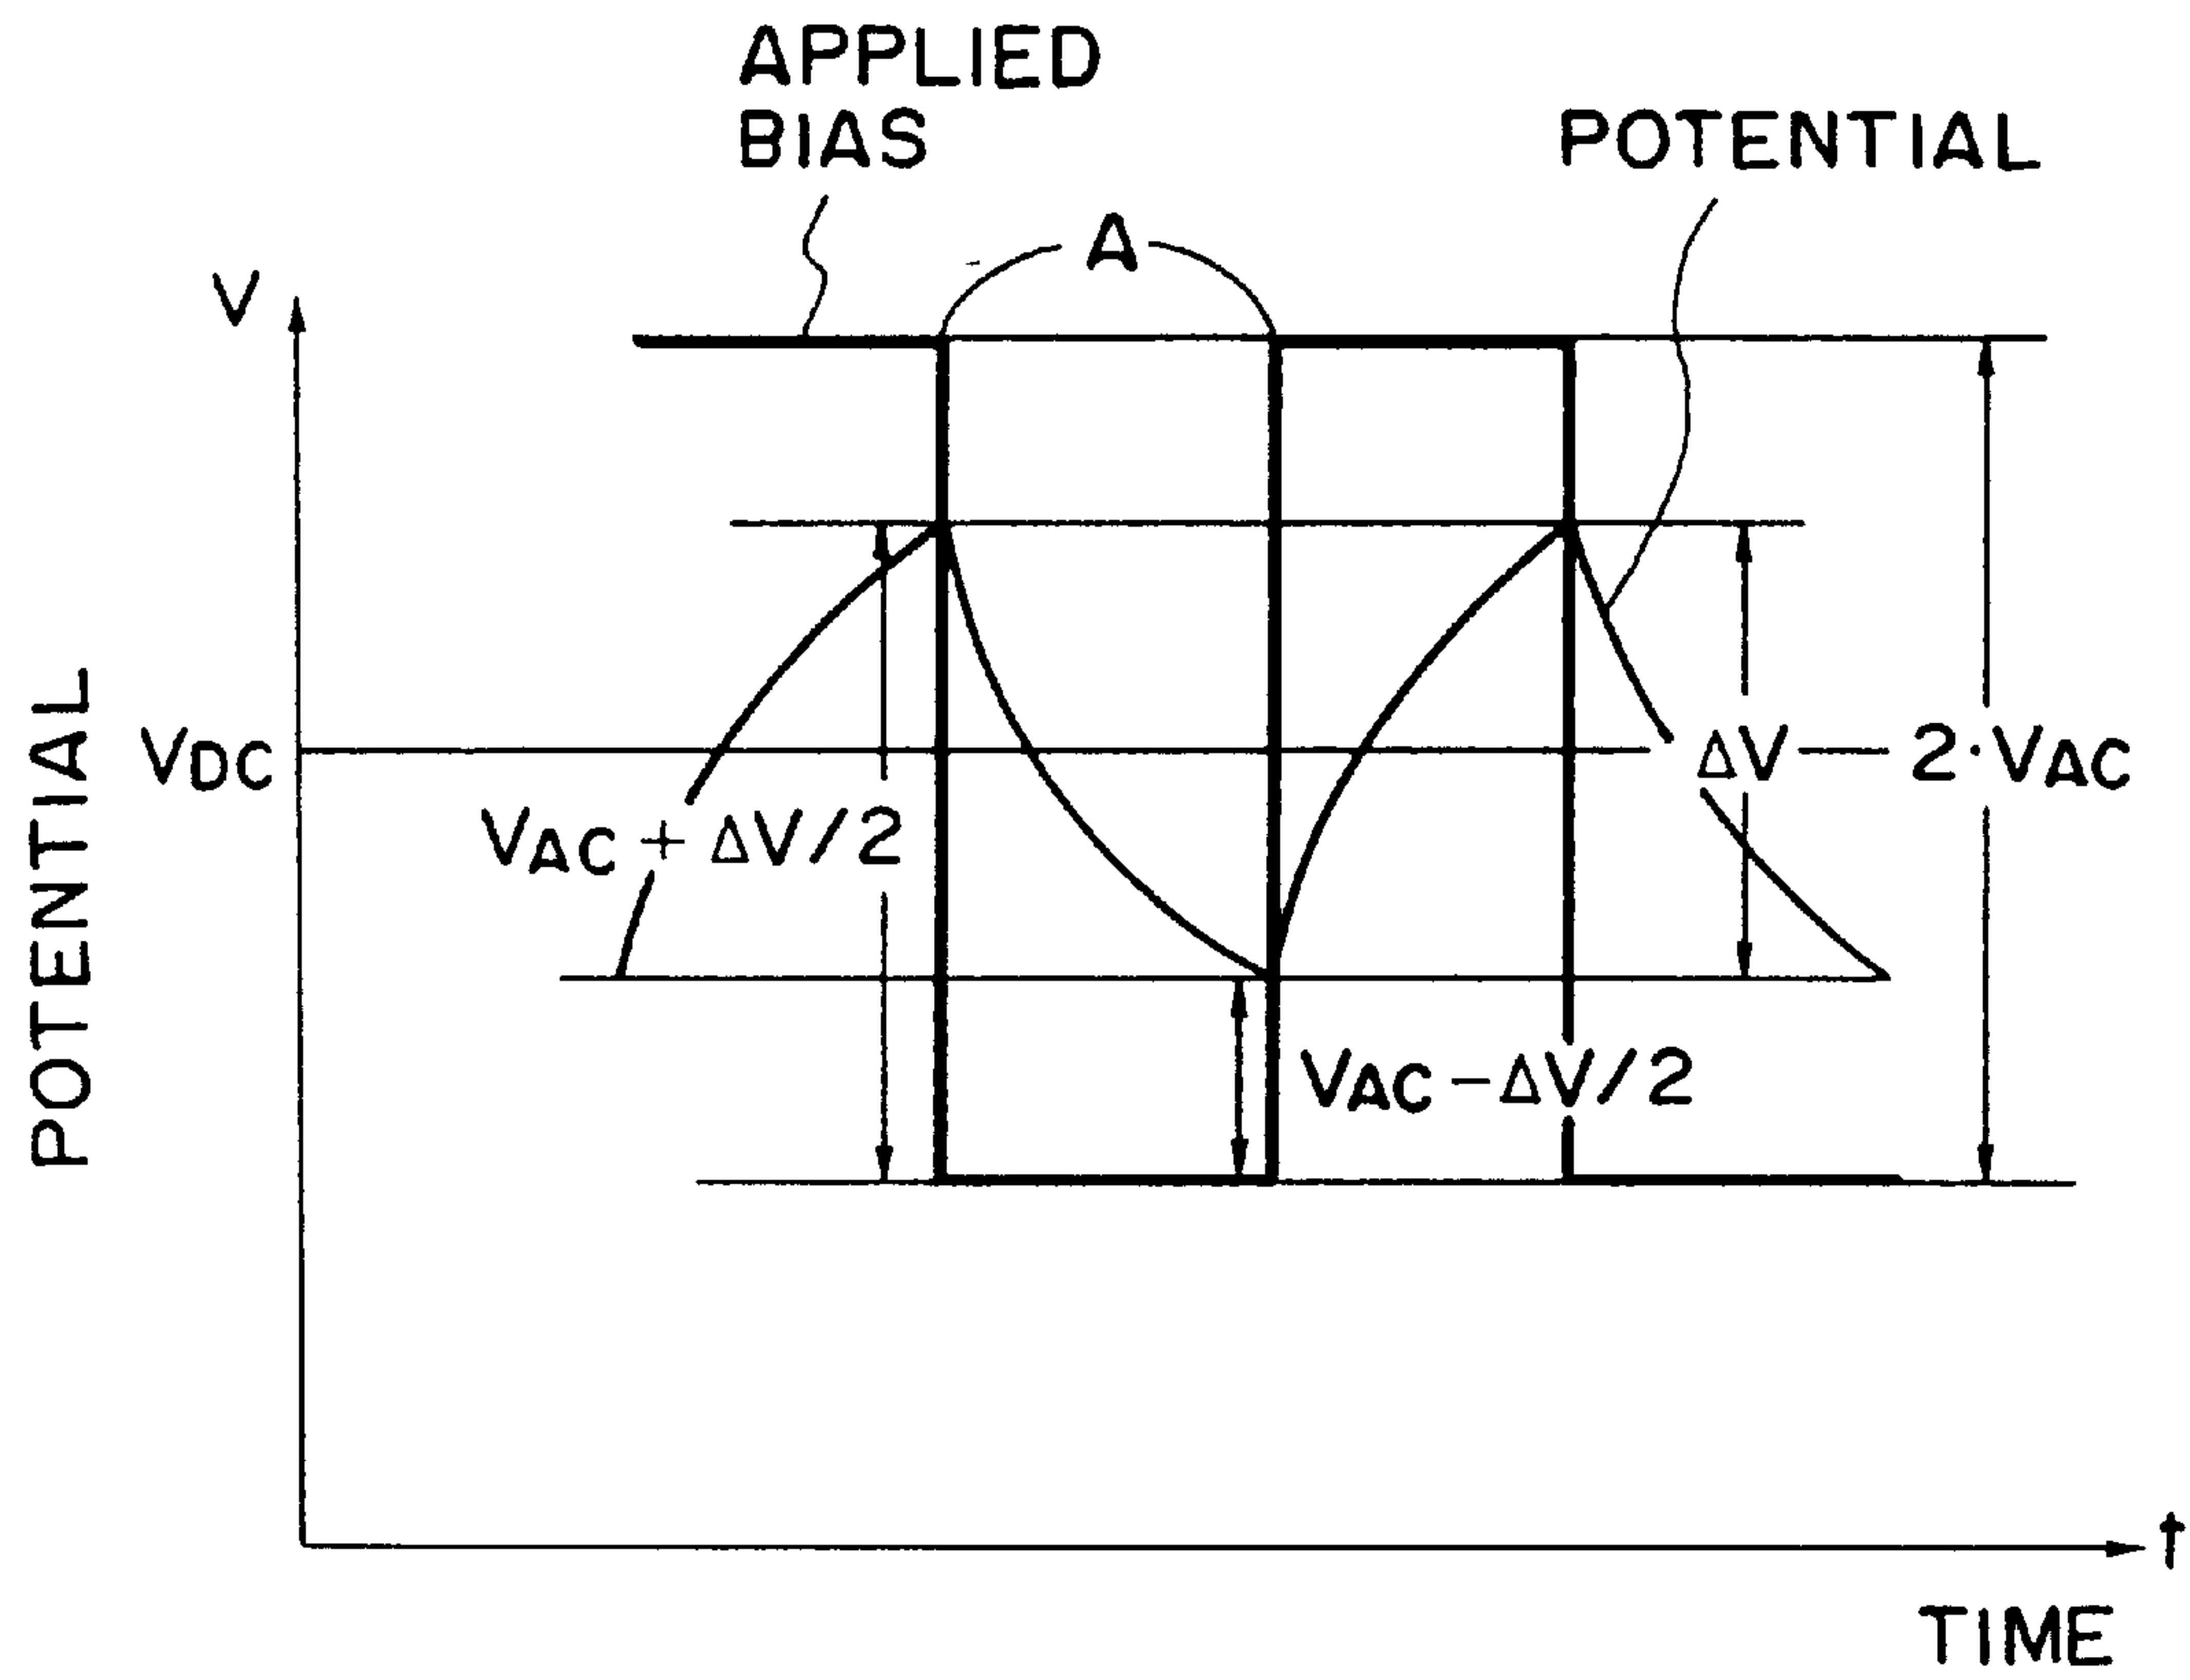 APPLIED
BIAS
POTENTIAL
A
V
POTENTIAL
VDC
ΔV
2·VAC
VAC + ΔV/2
VAC - ΔV/2
t
TIME